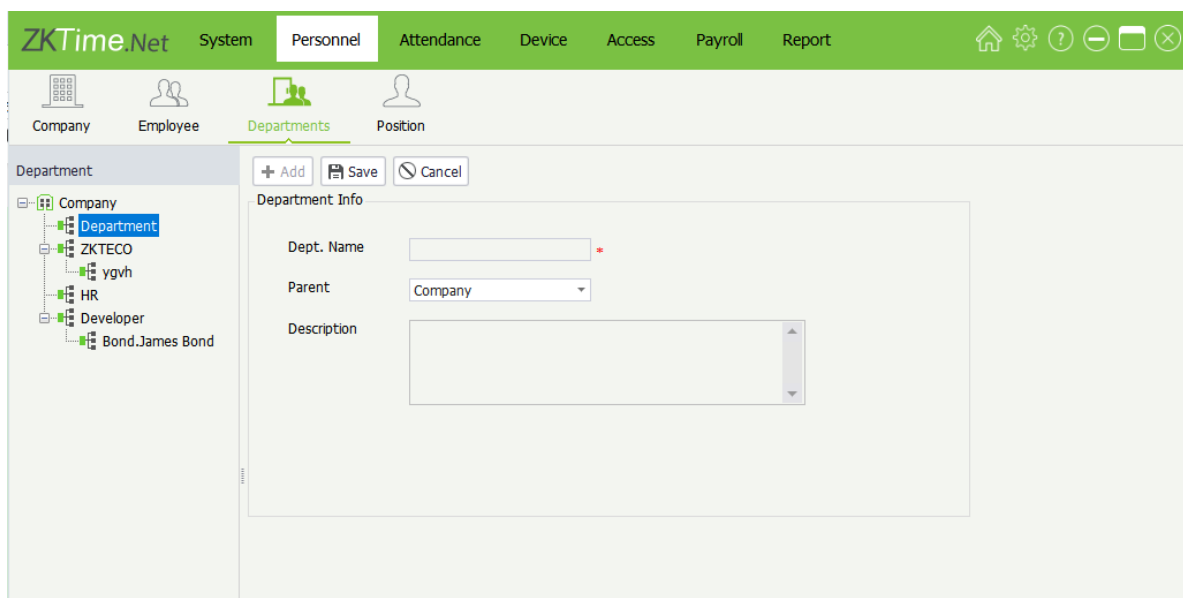 ZKTime.Net System Personnel Attendance Device Access Payroll Report
Company Employee Departments Position
Department
+ Add Save Cancel
Company
Department
ZKTECO
ygvh
HR
Developer
Bond.James Bond
Department Info
Dept. Name *
Parent Company
Description